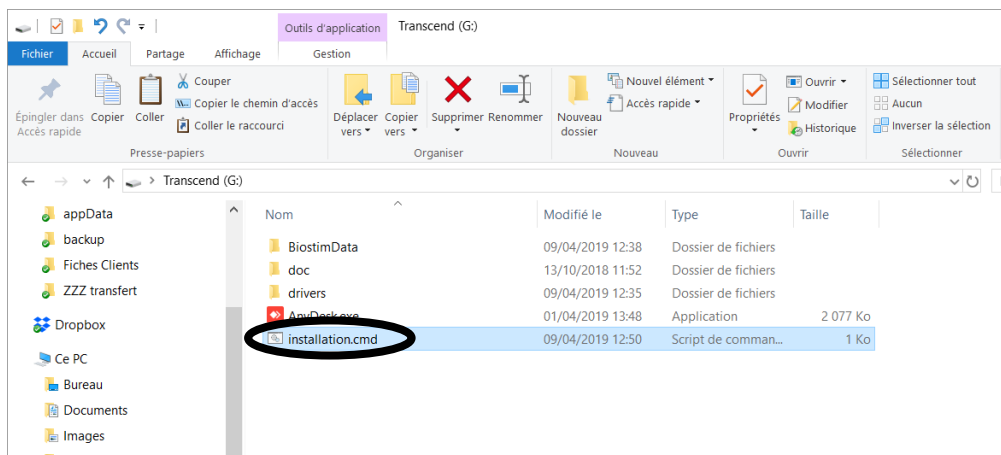 Outils d'application Transcend (G:)
Fichier Accueil Partage Affichage Gestion
Épingler dans
Accès rapide
Copier
Coller
Couper
Copier le chemin d'accès
Coller le raccourci
Presse-papiers
Déplacer
vers
Copier
vers
Supprimer
Renommer
Organiser
Nouveau
dossier
Nouvel élément
Accès rapide
Nouveau
Propriétés
Ouvrir
Modifier
Historique
Ouvrir
Sélectionner tout
Aucun
Inverser la sélection
Sélectionner
> Transcend (G:)
appData
backup
Fiches Clients
ZZZ transfert
Dropbox
Ce PC
Bureau
Documents
Images
Nom Modifié le Type Taille
BiostimData 09/04/2019 12:38 Dossier de fichiers
doc 13/10/2018 11:52 Dossier de fichiers
drivers 09/04/2019 12:35 Dossier de fichiers
AnyDesk.exe 01/04/2019 13:48 Application 2 077 Ko
installation.cmd 09/04/2019 12:50 Script de comman... 1 Ko